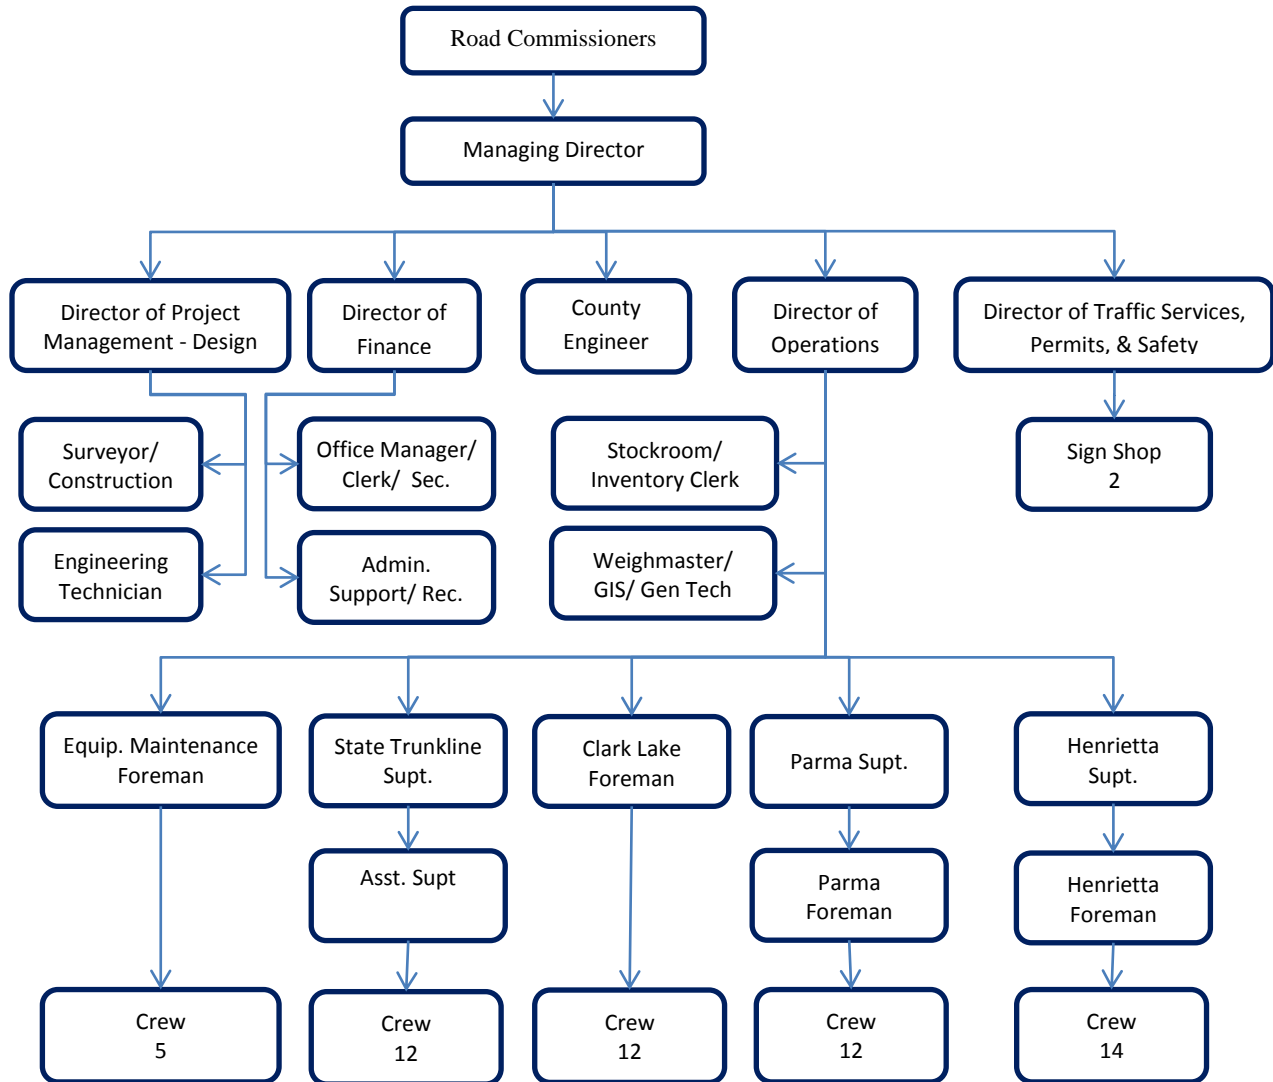 Road Commissioners
Managing Director
Director of Project
Management - Design
Director of
Finance
County
Engineer
Director of
Operations
Director of Traffic Services,
Permits, & Safety
Surveyor/
Construction
Office Manager/
Clerk/ Sec.
Stockroom/
Inventory Clerk
Sign Shop
2
Engineering
Technician
Admin.
Support/ Rec.
Weighmaster/
GIS/ Gen Tech
Equip. Maintenance
Foreman
State Trunkline
Supt.
Clark Lake
Foreman
Parma Supt.
Henrietta
Supt.
Asst. Supt
Parma
Foreman
Henrietta
Foreman
Crew
5
Crew
12
Crew
12
Crew
12
Crew
14